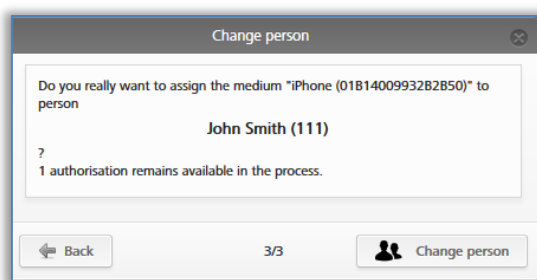 Change person
Do you really want to assign the medium "iPhone (01B14009932B2B50)" to
person
John Smith (111)
?
1 authorisation remains available in the process.
Back
3/3
Change person